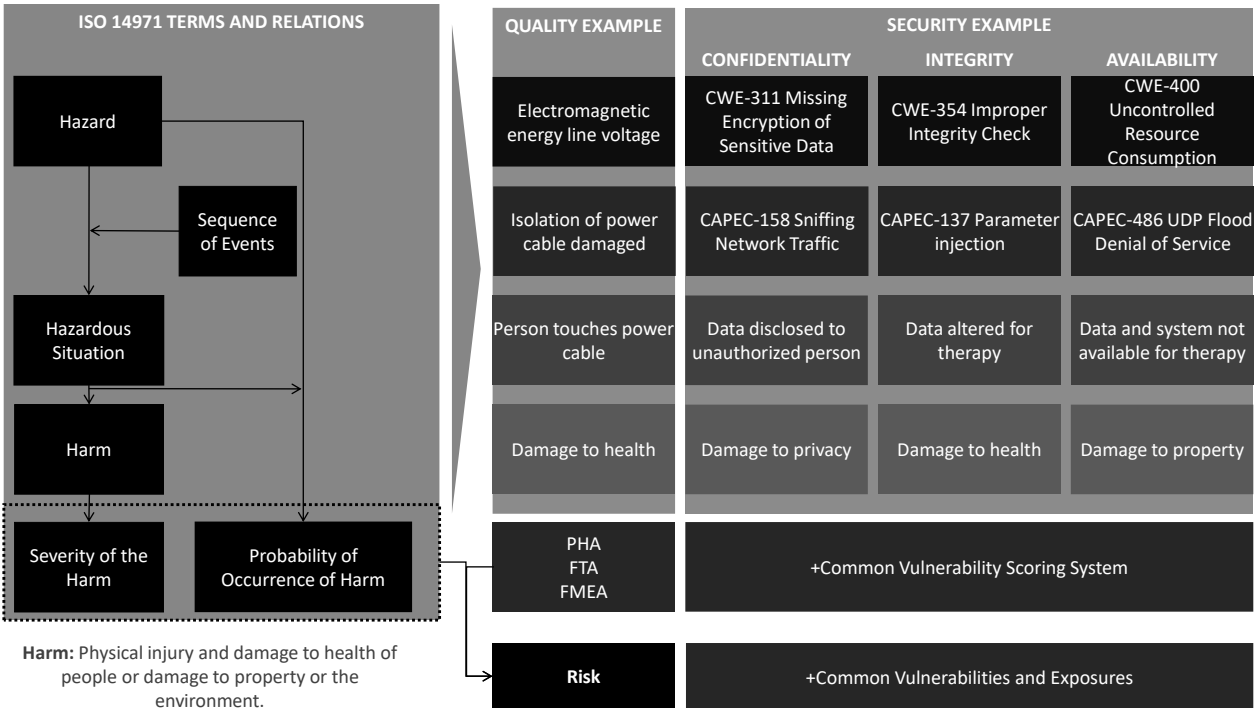 ISO 14971 TERMS AND RELATIONS
Hazard
Sequence
of Events
Hazardous
Situation
Harm
Severity of the
Harm
Probability of
Occurrence of Harm
Harm: Physical injury and damage to health of
people or damage to property or the
environment.
QUALITY EXAMPLE
Electromagnetic
energy line voltage
Isolation of power
cable damaged
Person touches power
cable
Damage to health
PHA
FTA
FMEA
Risk
SECURITY EXAMPLE
CONFIDENTIALITY
INTEGRITY
AVAILABILITY
CWE-311 Missing
Encryption of
Sensitive Data
CWE-354 Improper
Integrity Check
CWE-400
Uncontrolled
Resource
Consumption
CAPEC-158 Sniffing
Network Traffic
CAPEC-137 Parameter
injection
CAPEC-486 UDP Flood
Denial of Service
Data disclosed to
unauthorized person
Data altered for
therapy
Data and system not
available for therapy
Damage to privacy
Damage to health
Damage to property
+Common Vulnerability Scoring System
+Common Vulnerabilities and Exposures